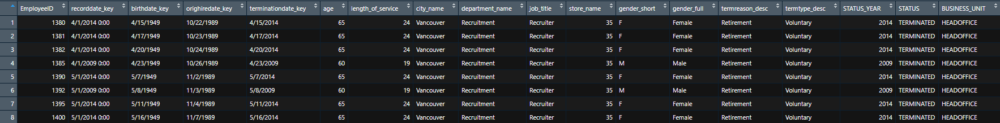 EmployeeID recorddate_key birthdate_key orighiredate_key terminationdate_key age length_of_service city_name department_name job_title store_name gender_short gender_full termreason_desc termtype_desc STATUS_YEAR STATUS BUSINESS_UNIT
1 1380 4/1/2014 0:00 4/15/1949 10/22/1989 4/15/2014 65 24 Vancouver Recruitment Recruiter 35 F Female Retirement Voluntary 2014 TERMINATED HEADOFFICE
2 1381 4/1/2014 0:00 4/17/1949 10/23/1989 4/17/2014 65 24 Vancouver Recruitment Recruiter 35 F Female Retirement Voluntary 2014 TERMINATED HEADOFFICE
3 1382 4/1/2014 0:00 4/20/1949 10/24/1989 4/20/2014 65 24 Vancouver Recruitment Recruiter 35 F Female Retirement Voluntary 2014 TERMINATED HEADOFFICE
4 1385 4/1/2009 0:00 4/23/1949 10/26/1989 4/23/2009 60 19 Vancouver Recruitment Recruiter 35 M Male Retirement Voluntary 2009 TERMINATED HEADOFFICE
5 1390 5/1/2014 0:00 5/7/1949 11/2/1989 5/7/2014 65 24 Vancouver Recruitment Recruiter 35 F Female Retirement Voluntary 2014 TERMINATED HEADOFFICE
6 1392 5/1/2009 0:00 5/8/1949 11/3/1989 5/8/2009 60 19 Vancouver Recruitment Recruiter 35 M Male Retirement Voluntary 2009 TERMINATED HEADOFFICE
7 1395 5/1/2014 0:00 5/11/1949 11/4/1989 5/11/2014 65 24 Vancouver Recruitment Recruiter 35 F Female Retirement Voluntary 2014 TERMINATED HEADOFFICE
8 1400 5/1/2014 0:00 5/16/1949 11/7/1989 5/16/2014 65 24 Vancouver Recruitment Recruiter 35 F Female Retirement Voluntary 2014 TERMINATED HEADOFFICE